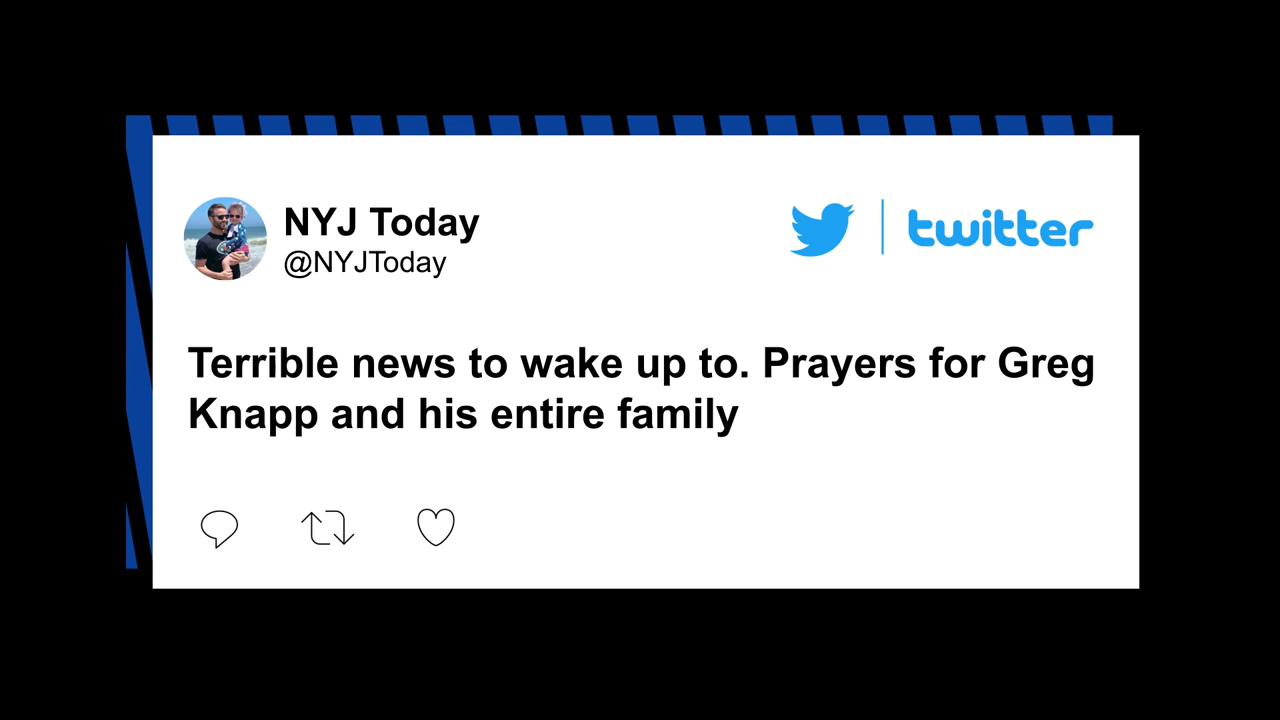 NYJ Today
@NYJToday
twitter
Terrible news to wake up to. Prayers for Greg
Knapp and his entire family